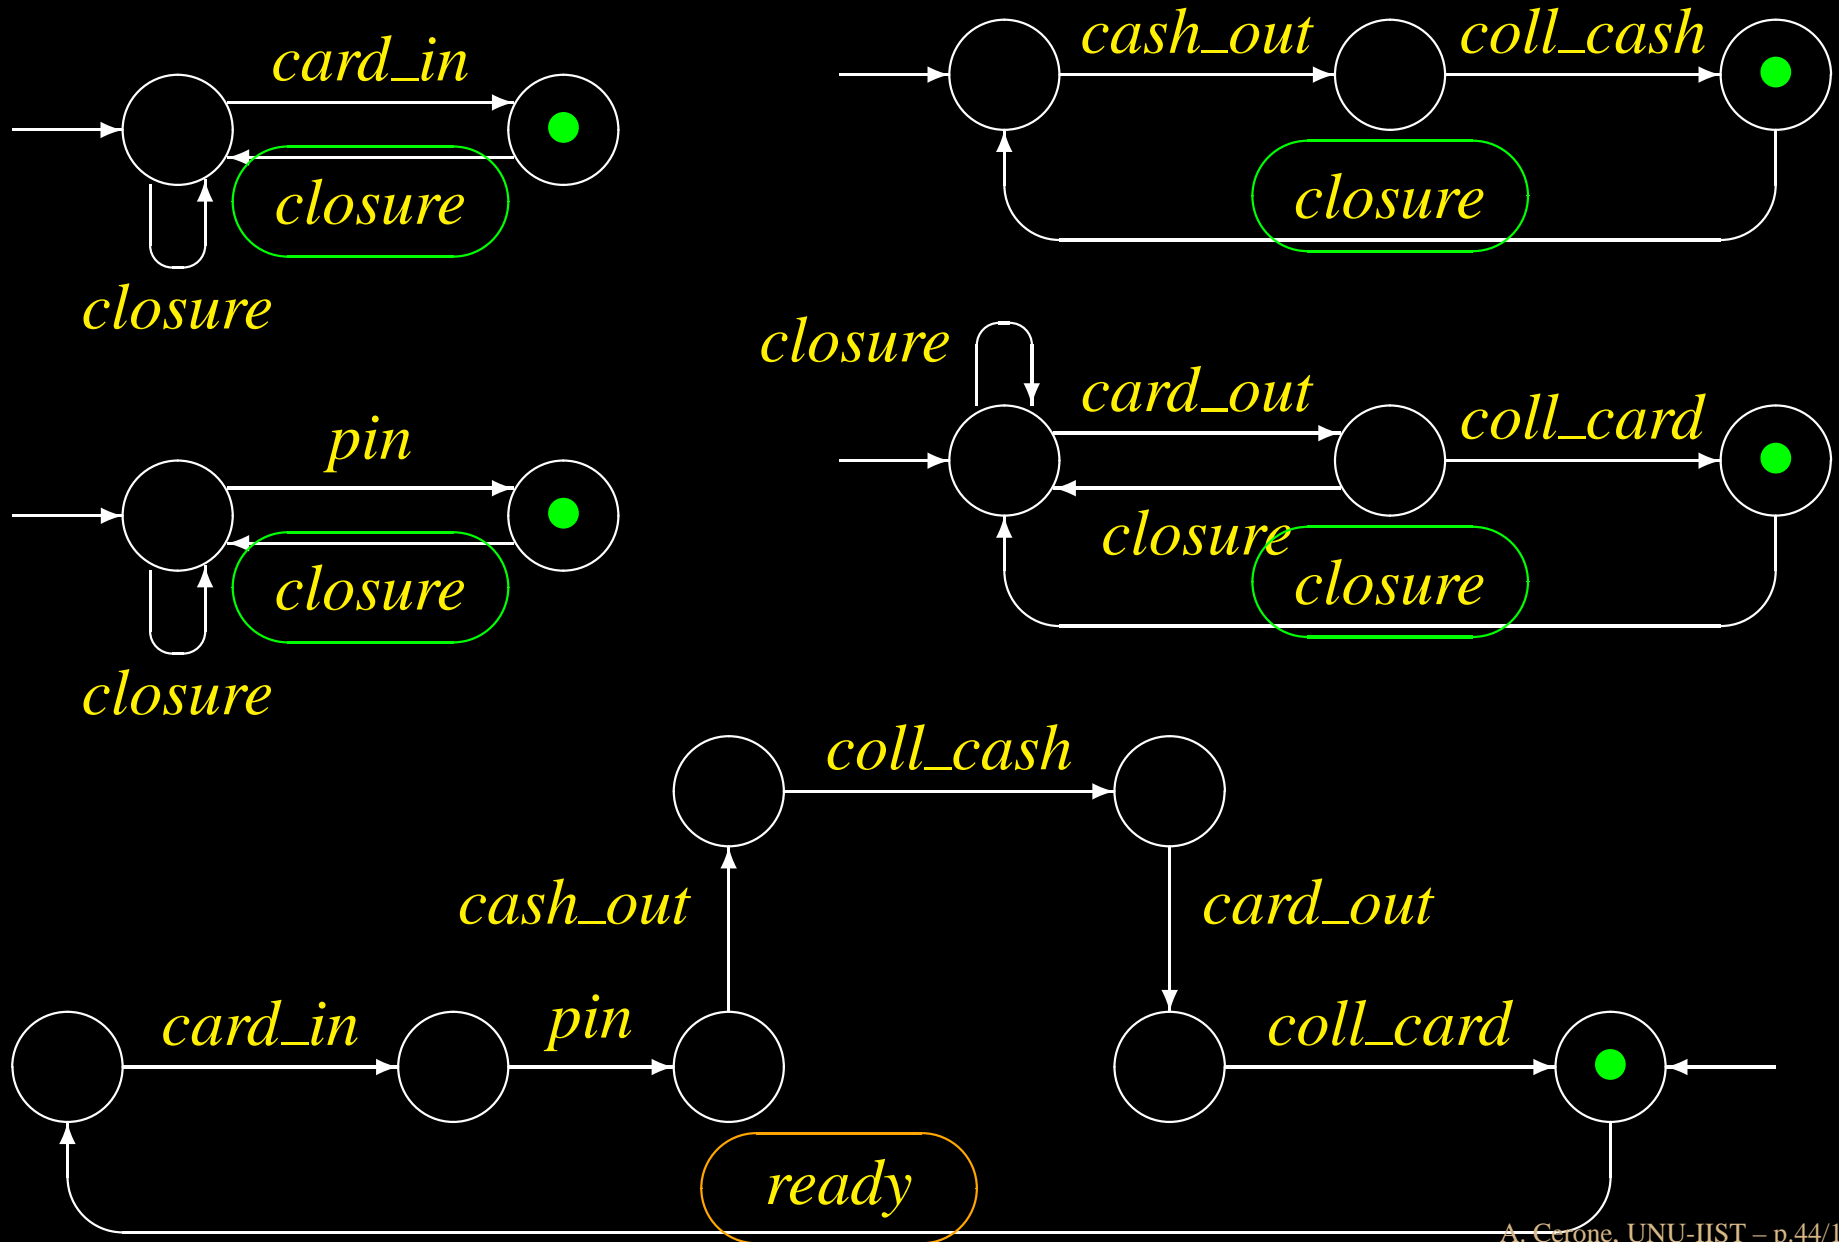 card_in
closure
closure
cash_out
coll_cash
closure
pin
closure
closure
closure
card_out
coll_card
closure
closure
coll_cash
cash_out
card_out
card_in
pin
coll_card
ready
A. Cerone, UNU-IIST – p.44/1